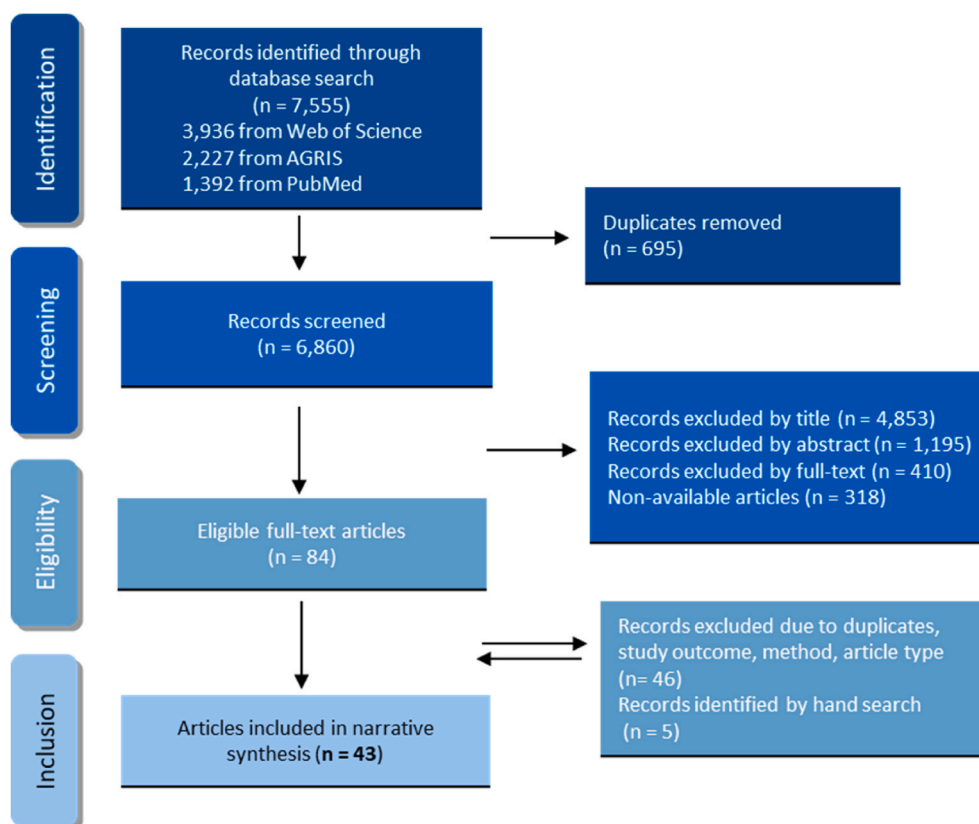 Identification
Records identified through
database search
(n = 7,555)
3,936 from Web of Science
2,227 from AGRIS
1,392 from PubMed
Duplicates removed
(n = 695)
Screening
Records screened
(n = 6,860)
Records excluded by title (n = 4,853)
Records excluded by abstract (n = 1,195)
Records excluded by full-text (n = 410)
Non-available articles (n = 318)
Eligibility
Eligible full-text articles
(n = 84)
Records excluded due to duplicates,
study outcome, method, article type
(n= 46)
Records identified by hand search
(n = 5)
Inclusion
Articles included in narrative
synthesis (n = 43)